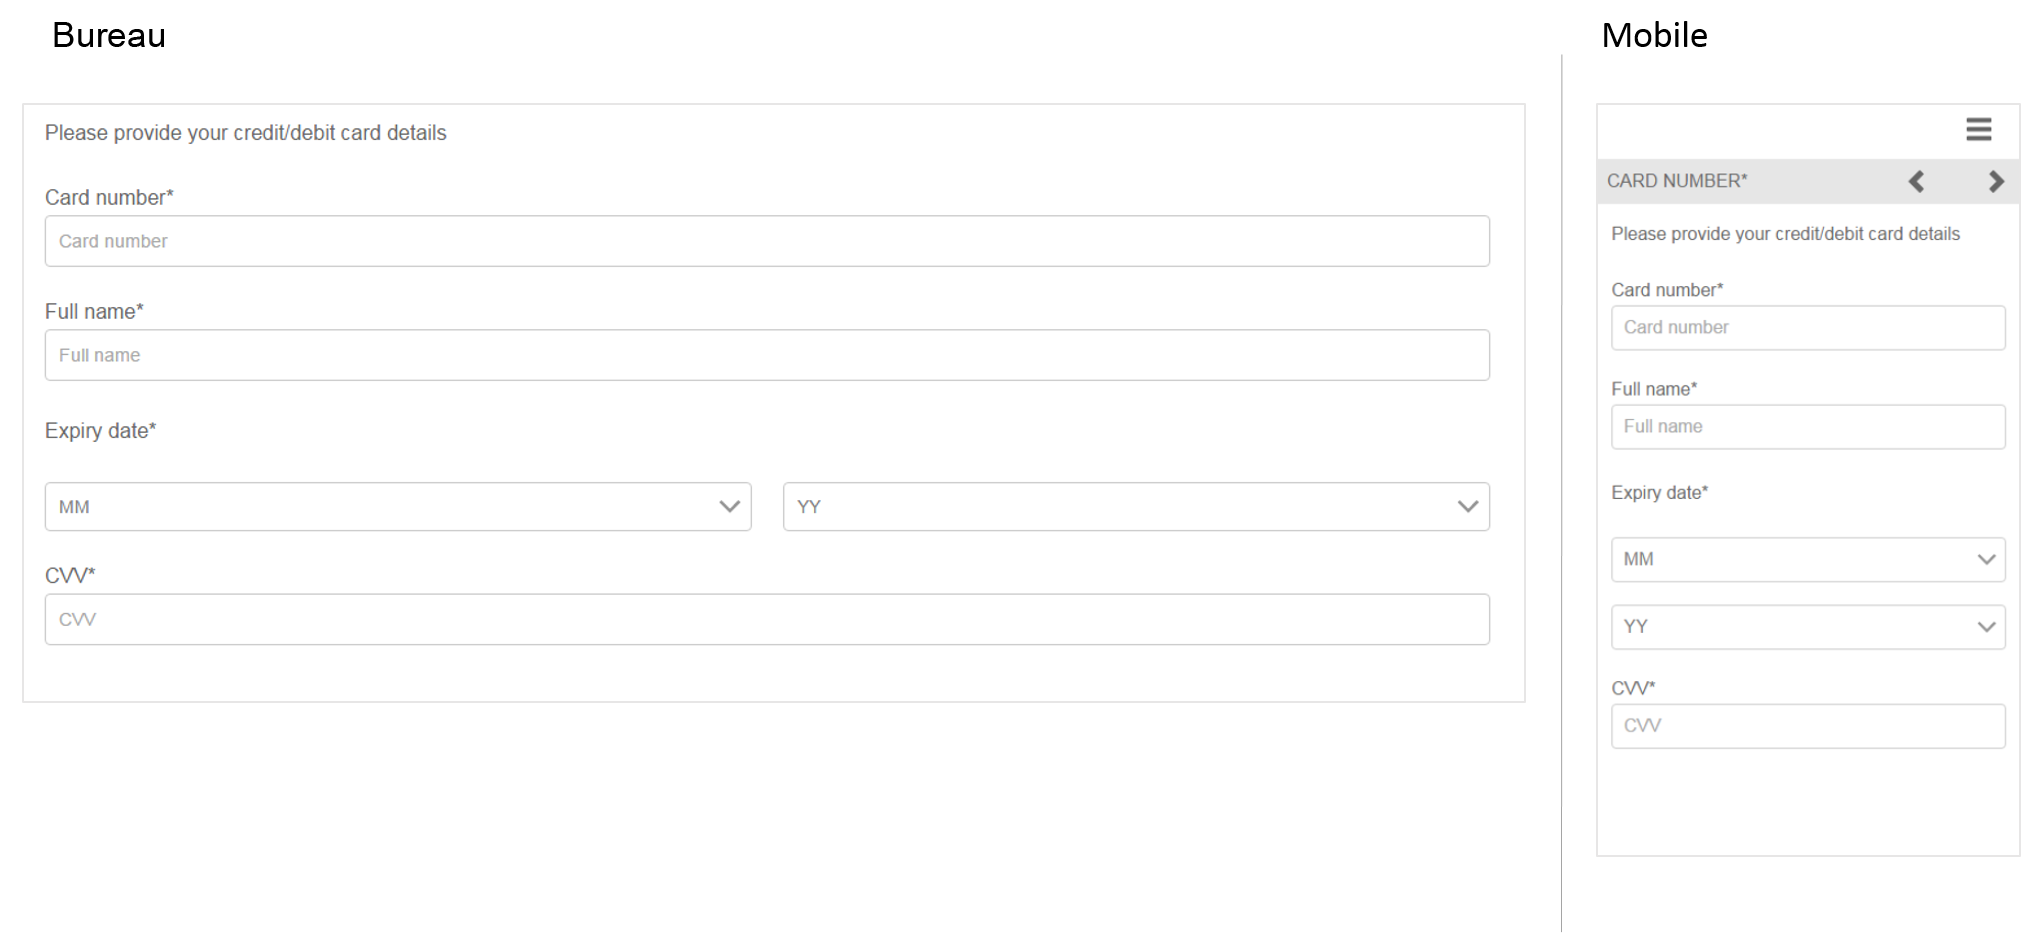 Bureau
Please provide your credit/debit card details
Card number*
Card number
Full name*
Full name
Expiry date*
MM
YY
CVV*
CVV
Mobile
CARD NUMBER*
Please provide your credit/debit card details
Card number*
Card number
Full name*
Full name
Expiry date*
MM
YY
CVV*
CVV